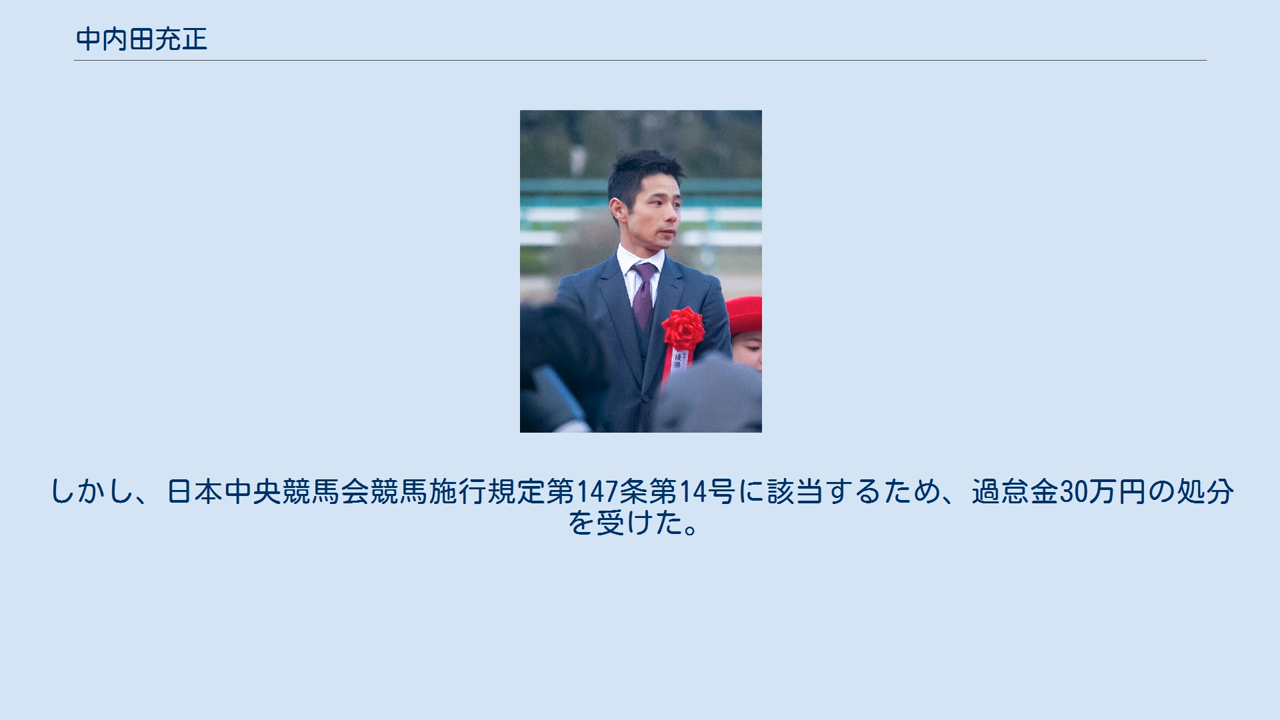 中内田充正
優勝
しかし、日本中央競馬会競馬施行規定第147条第14号に該当するため、過怠金30万円の処分
を受けた。